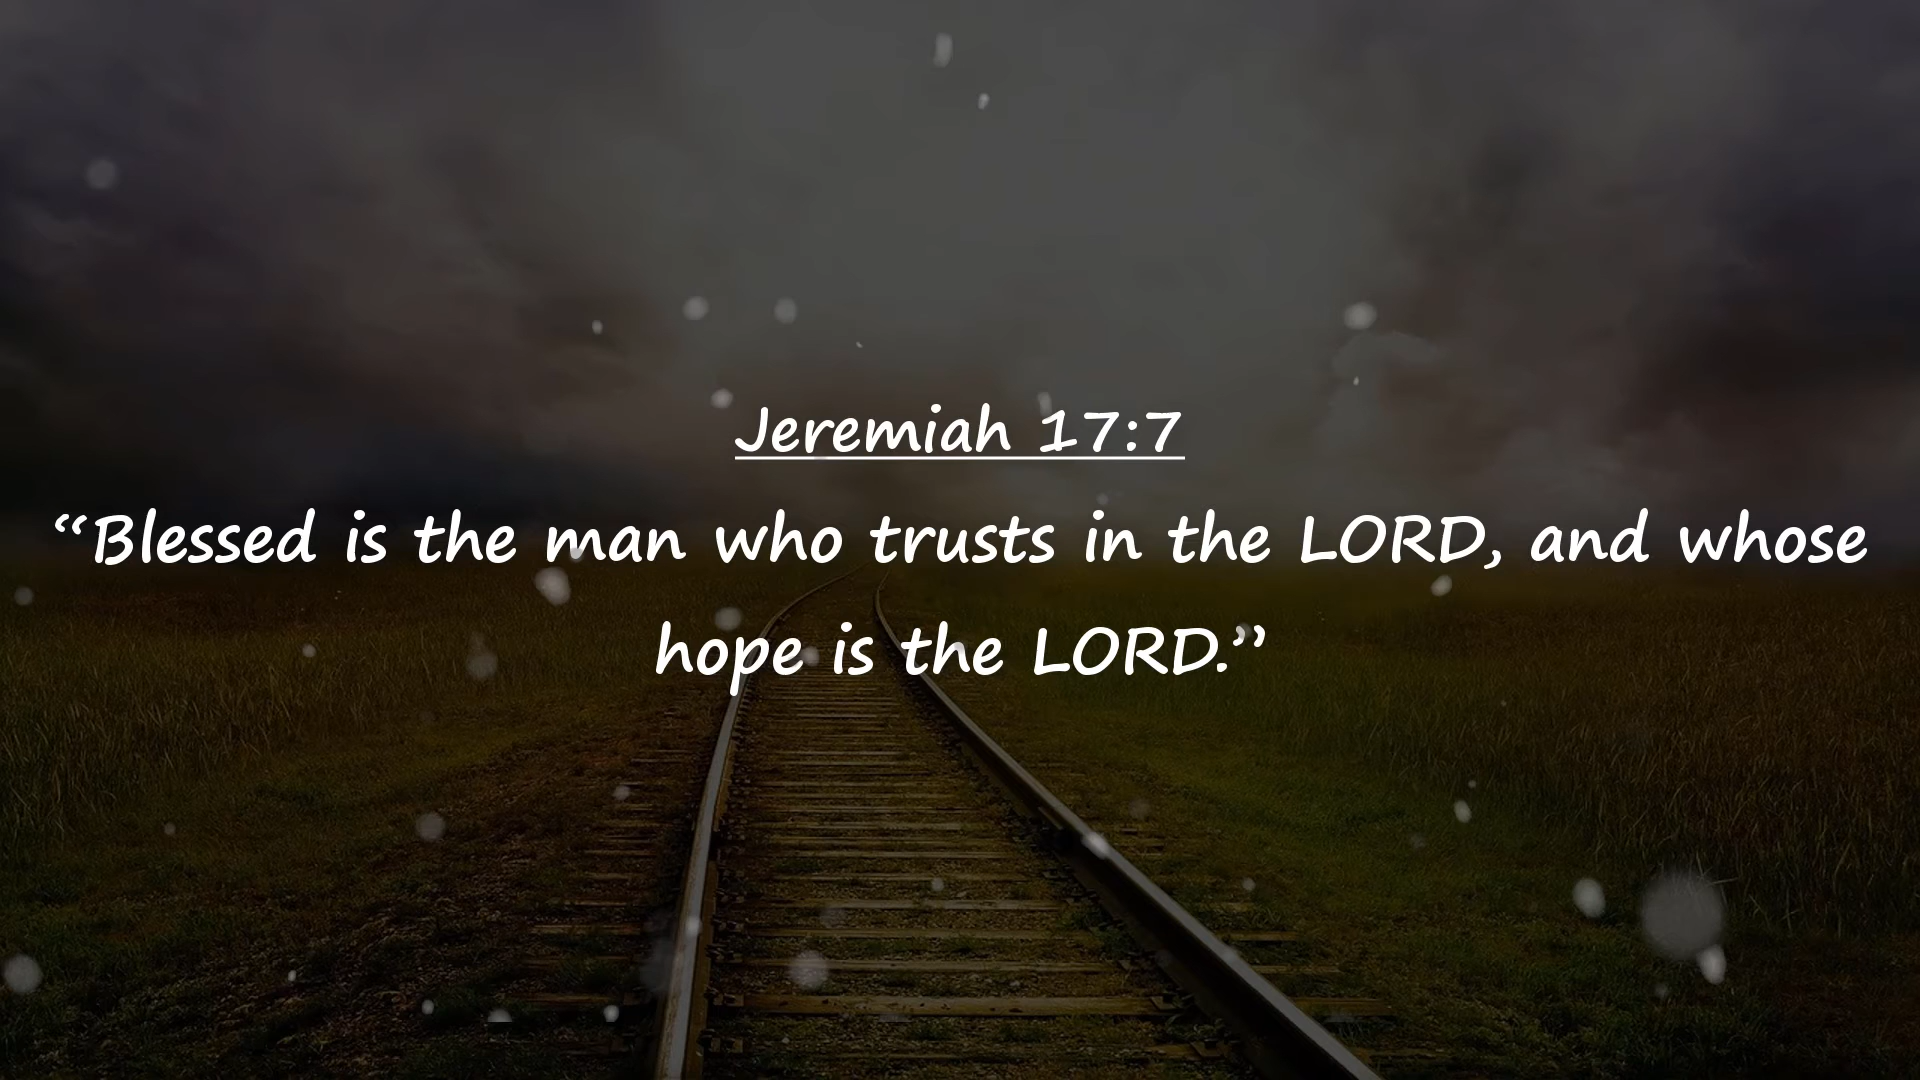 Jeremiah 17:7
“Blessed is the man who trusts in the LORD, and whose
hope is the LORD.”